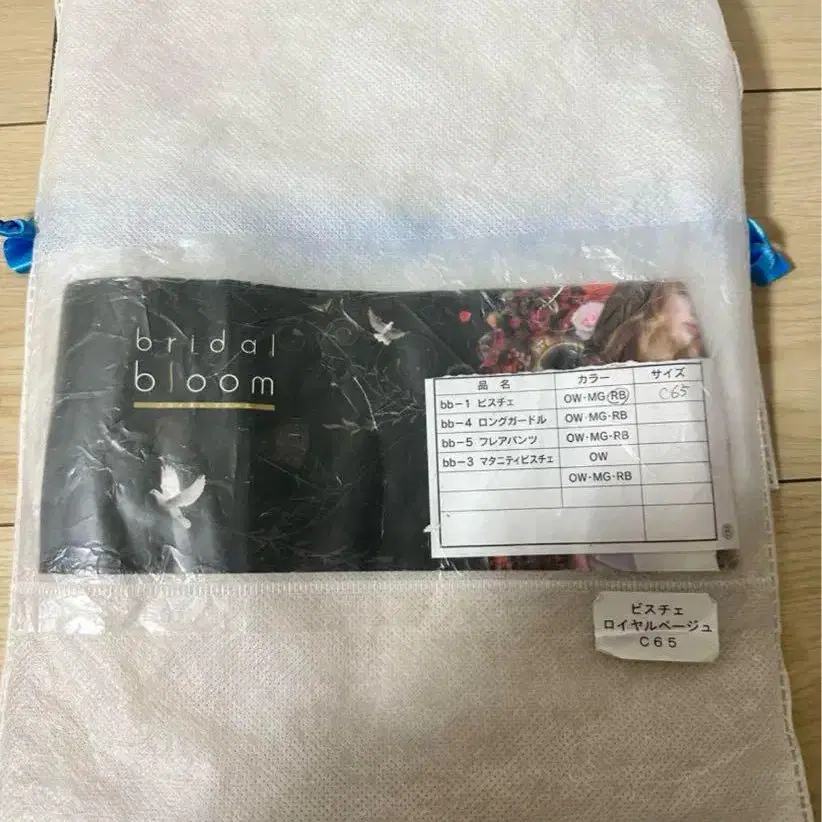 bridal
bloom
品 名 カラー サイズ
bb-1 ビスチェ OW・MG・RB C65
bb-4 ロングガードル OW・MG・RB
bb-5 フレアパンツ OW・MG・RB
bb-3 マタニティビスチェ OW
OW・MG・RB
ビスチェ
ロイヤルベージュ
C65